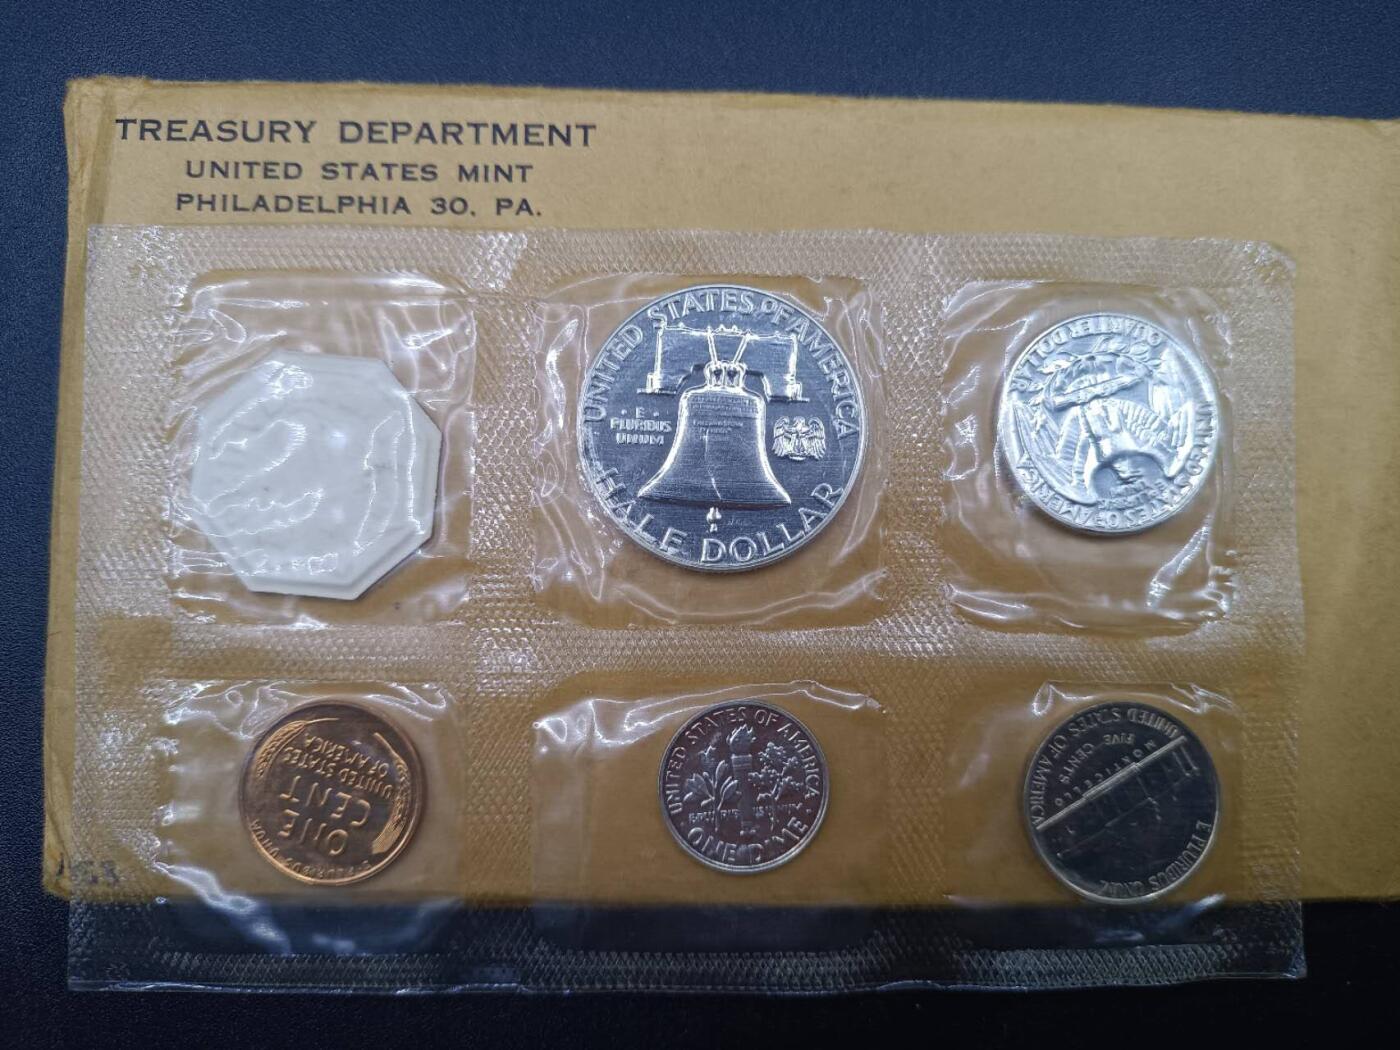 TREASURY DEPARTMENT
UNITED STATES MINT
PHILADELPHIA 30, PA.
UNITED STATES OF AMERICA
· E ·
PLURIBUS
UNUM
HALF DOLLAR
QUARTER DOLLAR
UNITED STATES OF AMERICA
E PLURIBUS UNUM
UNITED STATES
OF AMERICA
ONE
CENT
UNITED STATES OF AMERICA
ONE DIME
UNITED STATES OF AMERICA
FIVE CENTS
MONTICELLO
E PLURIBUS UNUM